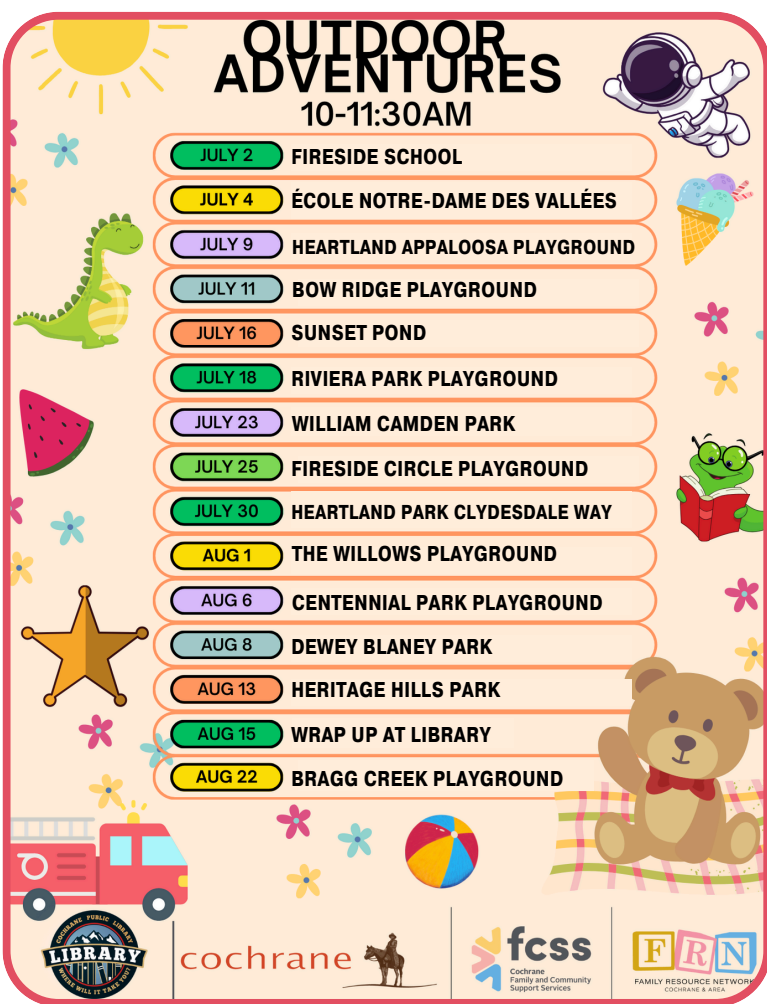 OUTDOOR
ADVENTURES
10-11:30AM
JULY 2 FIRESIDE SCHOOL
JULY 4 ÉCOLE NOTRE-DAME DES VALLÉES
JULY 9 HEARTLAND APPALOOSA PLAYGROUND
JULY 11 BOW RIDGE PLAYGROUND
JULY 16 SUNSET POND
JULY 18 RIVIERA PARK PLAYGROUND
JULY 23 WILLIAM CAMDEN PARK
JULY 25 FIRESIDE CIRCLE PLAYGROUND
JULY 30 HEARTLAND PARK CLYDESDALE WAY
AUG 1 THE WILLOWS PLAYGROUND
AUG 6 CENTENNIAL PARK PLAYGROUND
AUG 8 DEWEY BLANEY PARK
AUG 13 HERITAGE HILLS PARK
AUG 15 WRAP UP AT LIBRARY
AUG 22 BRAGG CREEK PLAYGROUND
COCHRANE PUBLIC LIBRARY
LIBRARY
WHERE WILL IT TAKE YOU?
cochrane
fcss
Cochrane
Family and Community
Support Services
FRN
FAMILY RESOURCE NETWORK
COCHRANE & AREA